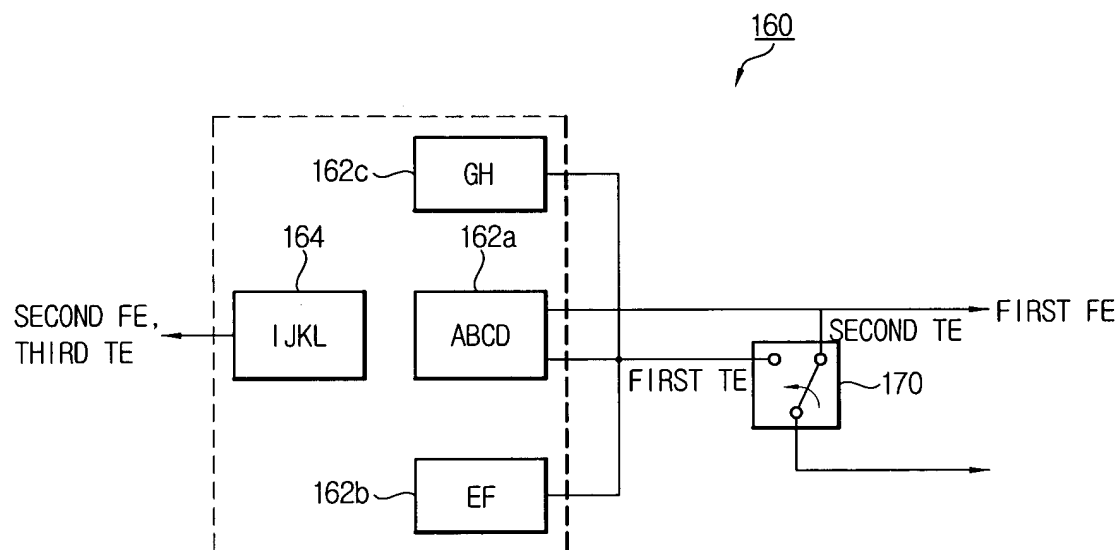 160
GH
162c
164
162a
SECOND FE,
THIRD TE
IJKL
ABCD
FIRST FE
SECOND TE
FIRST TE
170
162b
EF